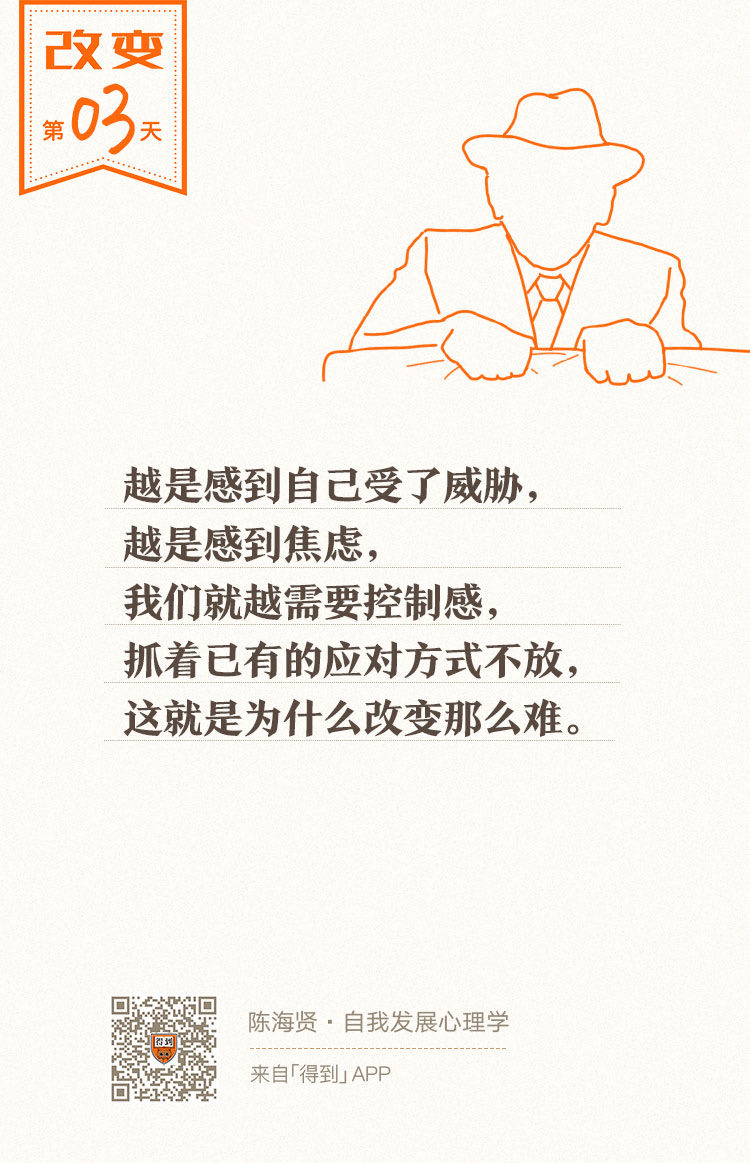 改变
第03天
越是感到自己受了威胁，
越是感到焦虑，
我们就越需要控制感，
抓着已有的应对方式不放，
这就是为什么改变那么难。
得到
陈海贤·自我发展心理学
来自「得到」APP